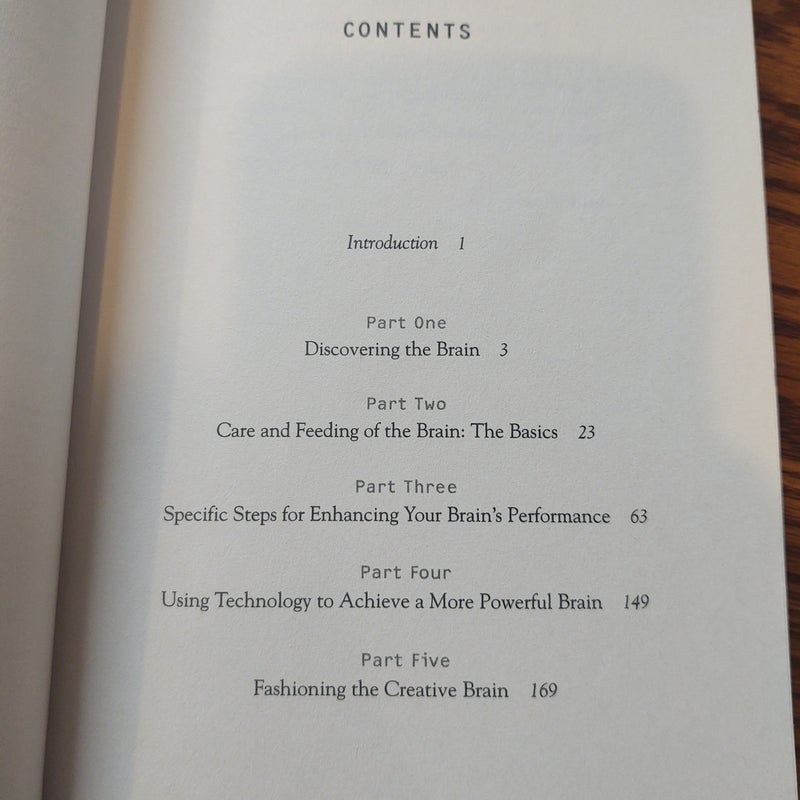 CONTENTS
Introduction 1
Part One
Discovering the Brain 3
Part Two
Care and Feeding of the Brain: The Basics 23
Part Three
Specific Steps for Enhancing Your Brain’s Performance 63
Part Four
Using Technology to Achieve a More Powerful Brain 149
Part Five
Fashioning the Creative Brain 169